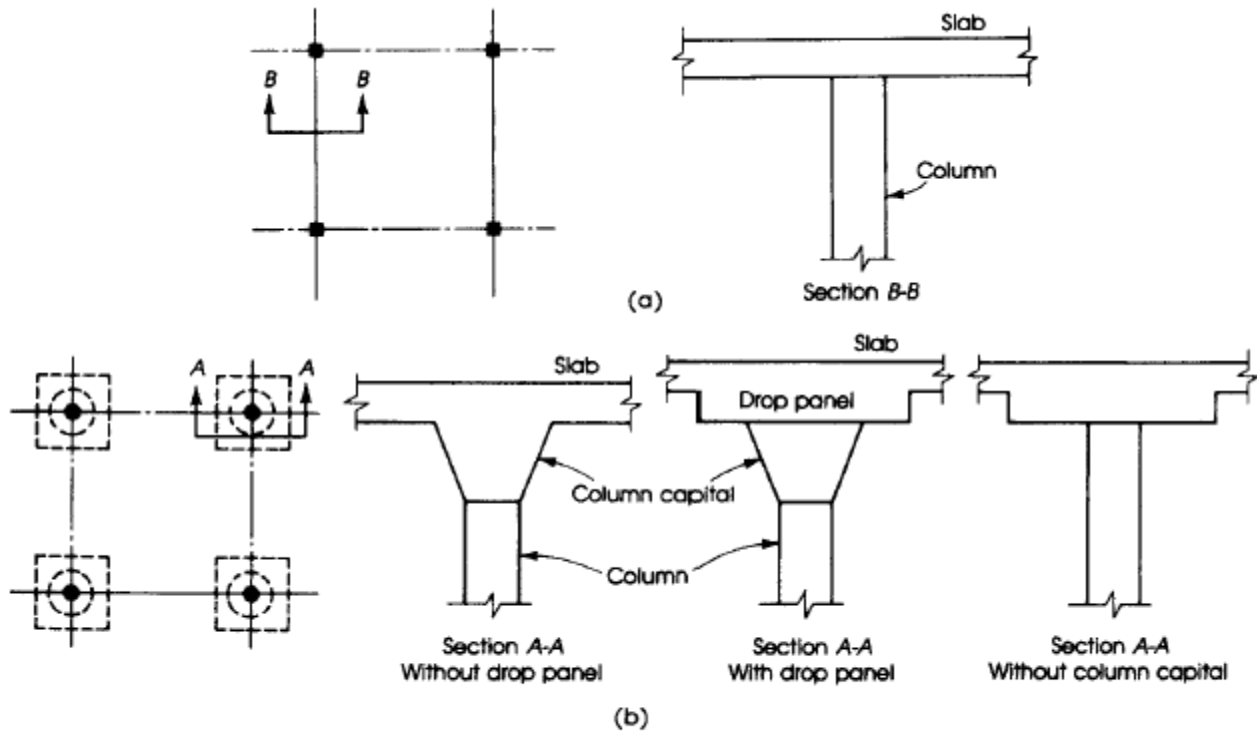 Slab
B B
Column
Section B-B
(a)
A A
Slab
Slab
Drop panel
Column capital
Column
Section A-A
Without drop panel
Section A-A
With drop panel
Section A-A
Without column capital
(b)